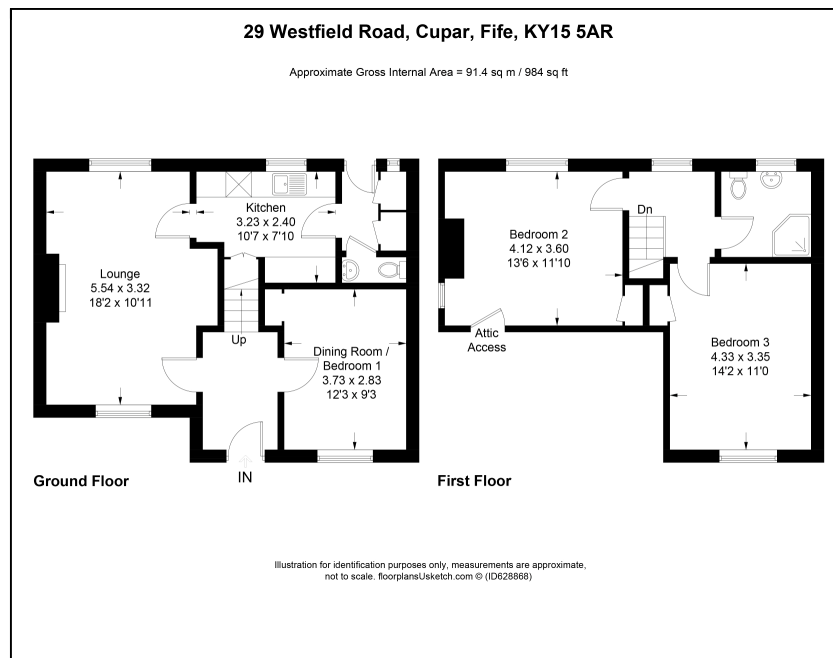 29 Westfield Road, Cupar, Fife, KY15 5AR
Approximate Gross Internal Area = 91.4 sq m / 984 sq ft
Kitchen
3.23 x 2.40
10'7 x 7'10
Lounge
5.54 x 3.32
18'2 x 10'11
Up
Dining Room /
Bedroom 1
3.73 x 2.83
12'3 x 9'3
IN
Ground Floor
Bedroom 2
4.12 x 3.60
13'6 x 11'10
Dn
Attic
Access
Bedroom 3
4.33 x 3.35
14'2 x 11'0
First Floor
Illustration for identification purposes only, measurements are approximate,
not to scale. floorplansUsketch.com © (ID628868)